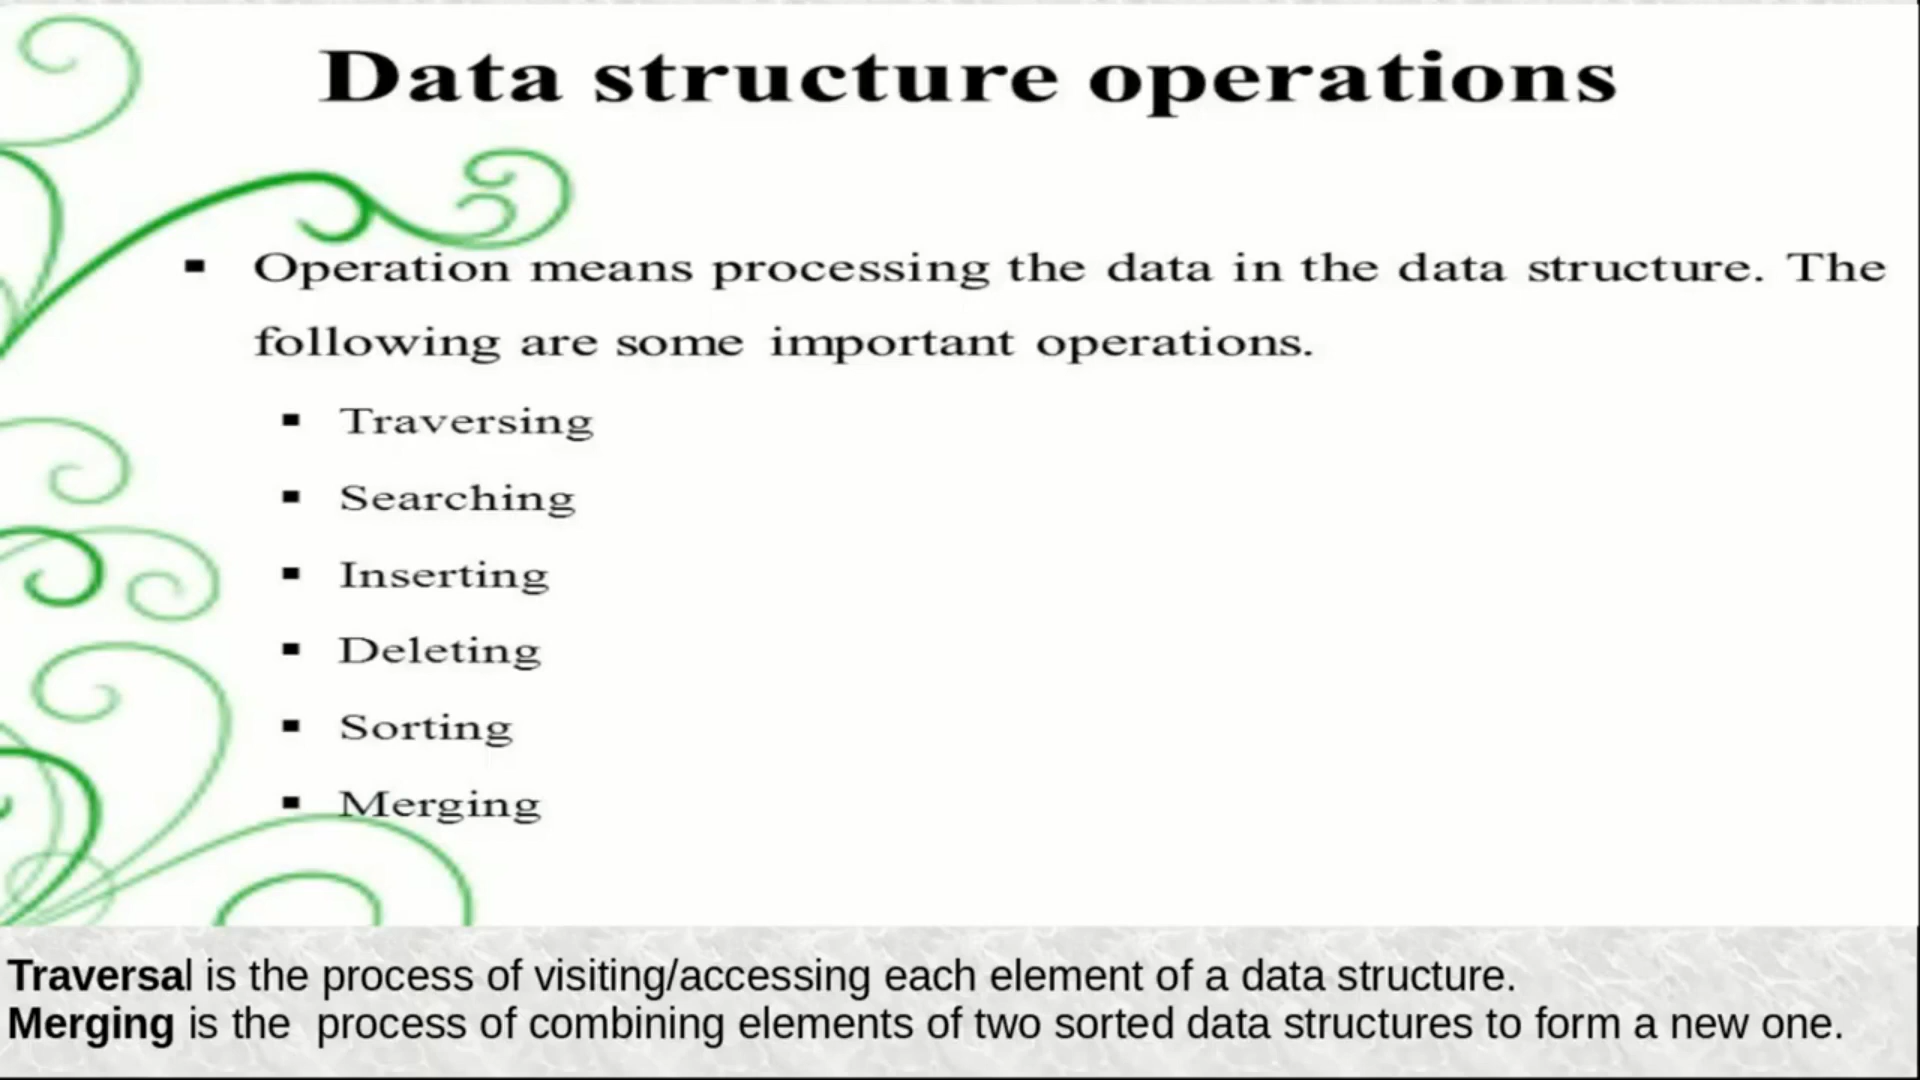 Data structure operations
▪ Operation means processing the data in the data structure. The
following are some important operations.
▪ Traversing
▪ Searching
▪ Inserting
▪ Deleting
▪ Sorting
▪ Merging
Traversal is the process of visiting/accessing each element of a data structure.
Merging is the  process of combining elements of two sorted data structures to form a new one.